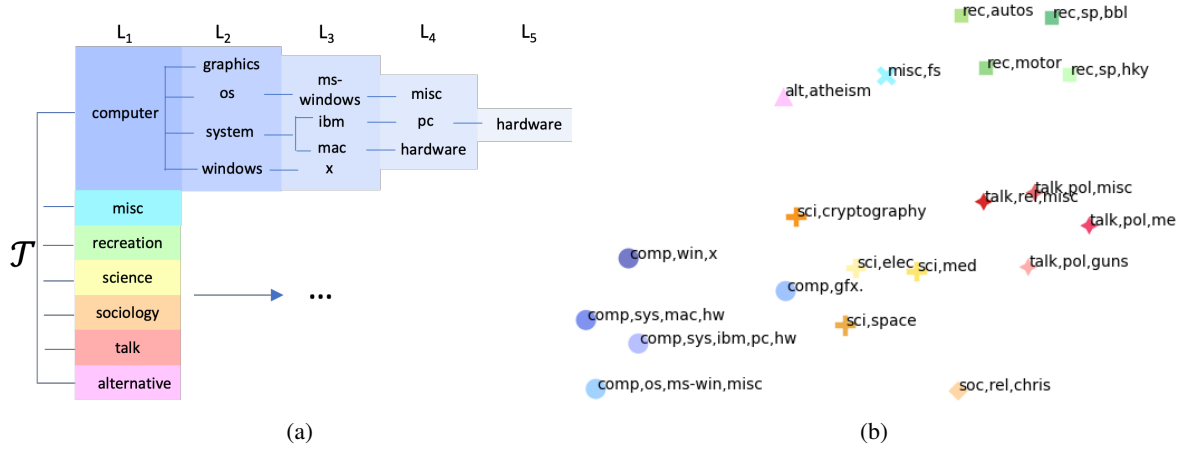 L1 L2 L3 L4 L5
graphics
computer
os
ms-
windows
misc
system
ibm
pc
hardware
mac
hardware
windows
x
misc
recreation
science
...
sociology
talk
alternative
𝒯
(a)
rec,autos
rec,sp,bbl
misc,fs
rec,motor
rec,sp,hky
alt,atheism
talk,pol,misc
talk,rel,misc
sci,cryptography
talk,pol,me
comp,win,x
sci,elec
sci,med
talk,pol,guns
comp,gfx.
comp,sys,mac,hw
sci,space
comp,sys,ibm,pc,hw
comp,os,ms-win,misc
soc,rel,chris
(b)